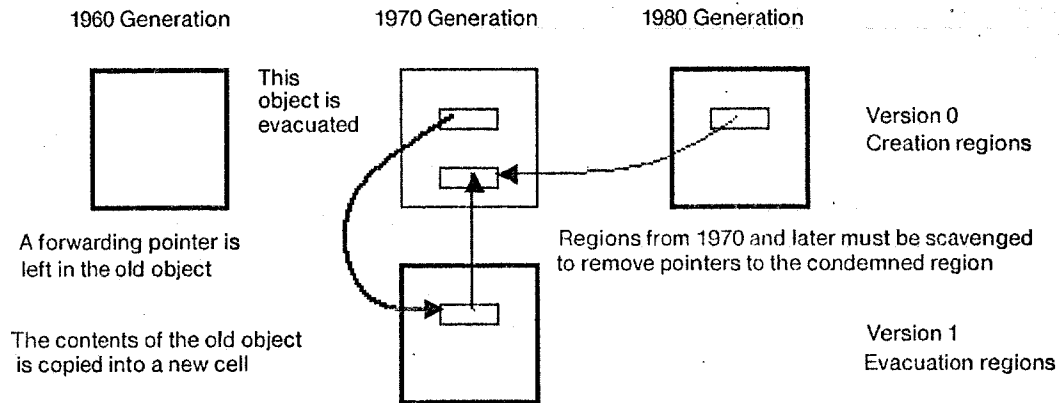 1960 Generation
1970 Generation
1980 Generation
This
object is
evacuated
Version 0
Creation regions
A forwarding pointer is
left in the old object
Regions from 1970 and later must be scavenged
to remove pointers to the condemned region
The contents of the old object
is copied into a new cell
Version 1
Evacuation regions